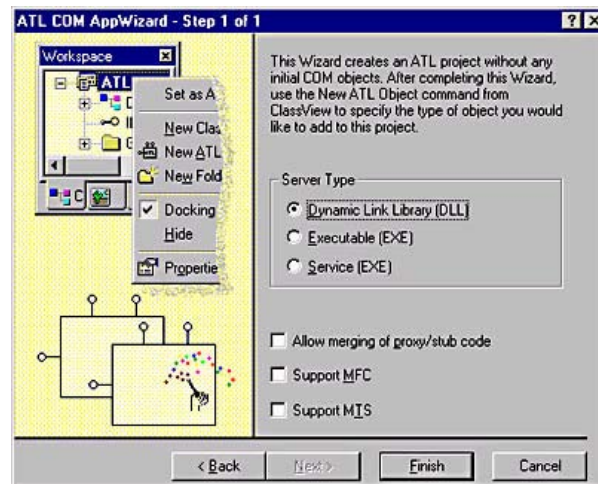 ATL COM AppWizard - Step 1 of 1
Workspace
ATL
Set as A
New Clas
New ATL
New Fold
Docking
Hide
Propertie
C
This Wizard creates an ATL project without any
initial COM objects. After completing this Wizard,
use the New ATL Object command from
ClassView to specify the type of object you would
like to add to this project.
Server Type
Dynamic Link Library (DLL)
Executable (EXE)
Service (EXE)
Allow merging of proxy/stub code
Support MFC
Support MTS
< Back
Next >
Finish
Cancel